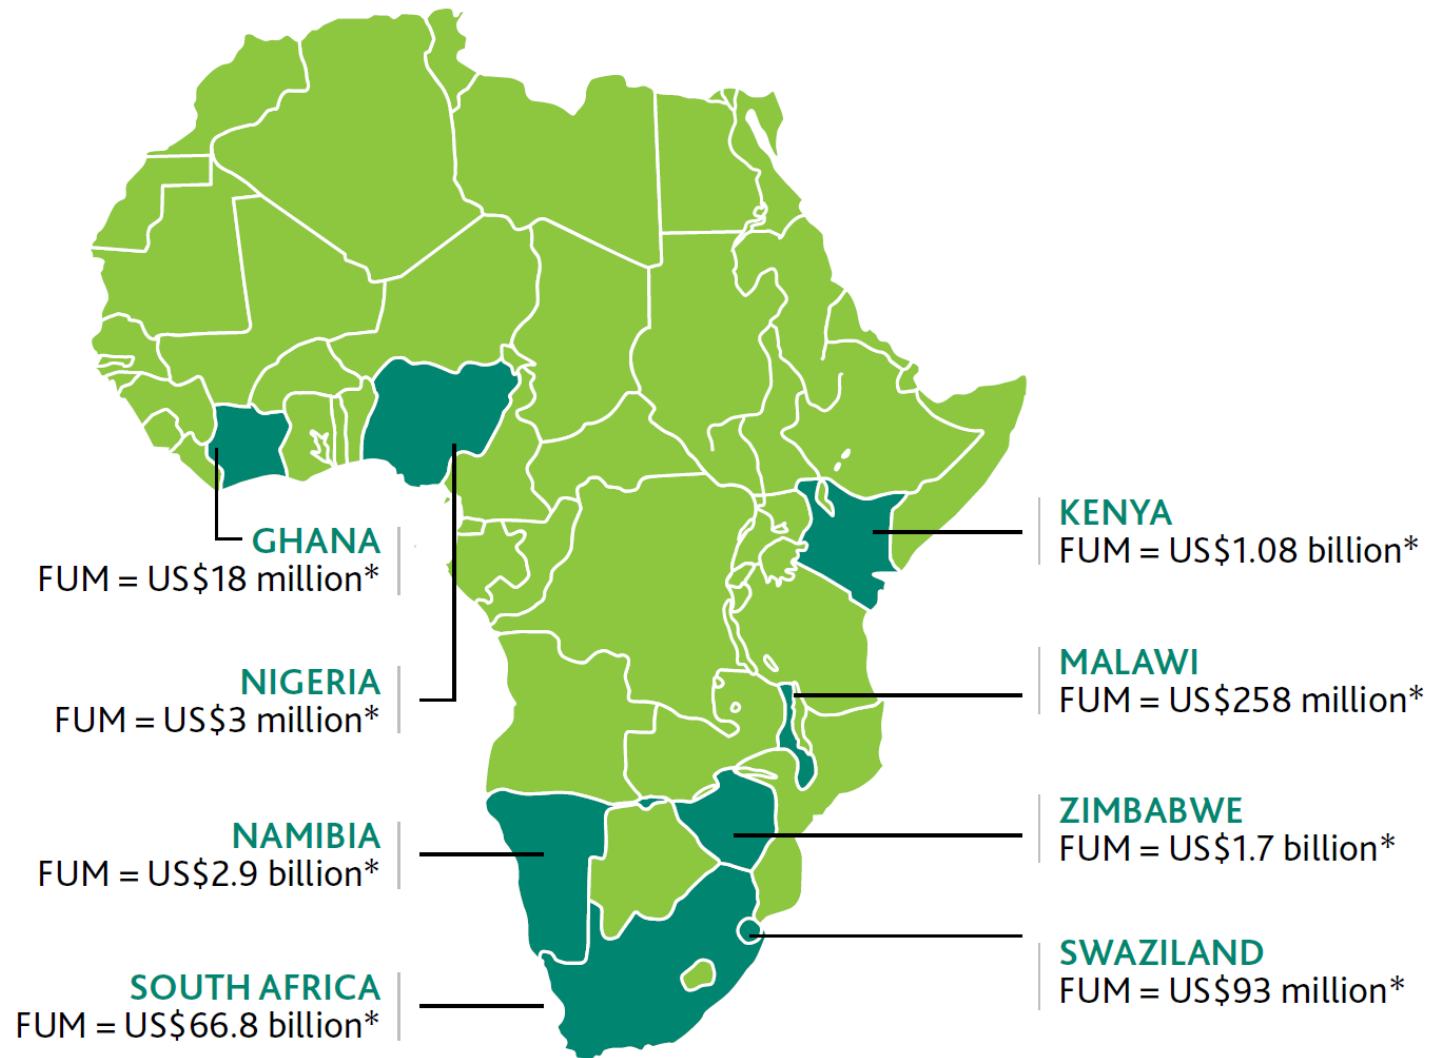 GHANA
FUM = US$18 million*
NIGERIA
FUM = US$3 million*
NAMIBIA
FUM = US$2.9 billion*
SOUTH AFRICA
FUM = US$66.8 billion*
KENYA
FUM = US$1.08 billion*
MALAWI
FUM = US$258 million*
ZIMBABWE
FUM = US$1.7 billion*
SWAZILAND
FUM = US$93 million*